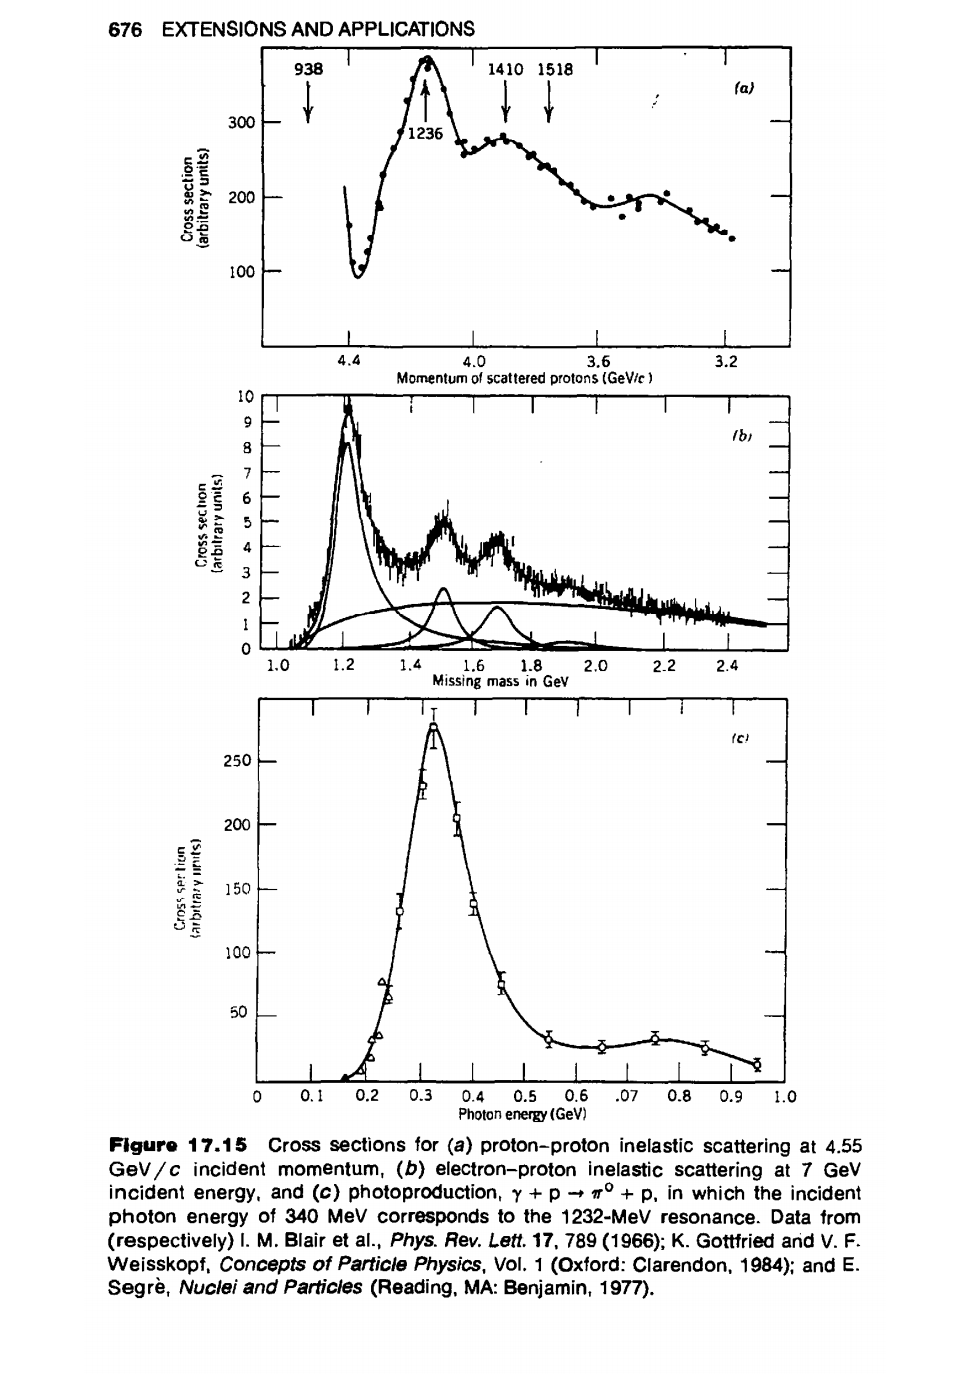 676 EXTENSIONS AND APPLICATIONS
938
1410 1518
(a)
1236
300
200
100
Cross section
(arbitrary units)
4.4 4.0 3.6 3.2
Momentum of scattered protons (GeV/c)
10
9
8
7
6
5
4
3
2
1
0
(b)
Cross section
(arbitrary units)
1.0 1.2 1.4 1.6 1.8 2.0 2.2 2.4
Missing mass in GeV
(c)
250
200
150
100
50
Cross section
(arbitrary units)
0 0.1 0.2 0.3 0.4 0.5 0.6 .07 0.8 0.9 1.0
Photon energy (GeV)
Figure 17.15 Cross sections for (a) proton–proton inelastic scattering at 4.55
GeV/c incident momentum, (b) electron–proton inelastic scattering at 7 GeV
incident energy, and (c) photoproduction, γ + p → π⁰ + p, in which the incident
photon energy of 340 MeV corresponds to the 1232-MeV resonance. Data from
(respectively) I. M. Blair et al., Phys. Rev. Lett. 17, 789 (1966); K. Gottfried and V. F.
Weisskopf, Concepts of Particle Physics, Vol. 1 (Oxford: Clarendon, 1984); and E.
Segrè, Nuclei and Particles (Reading, MA: Benjamin, 1977).